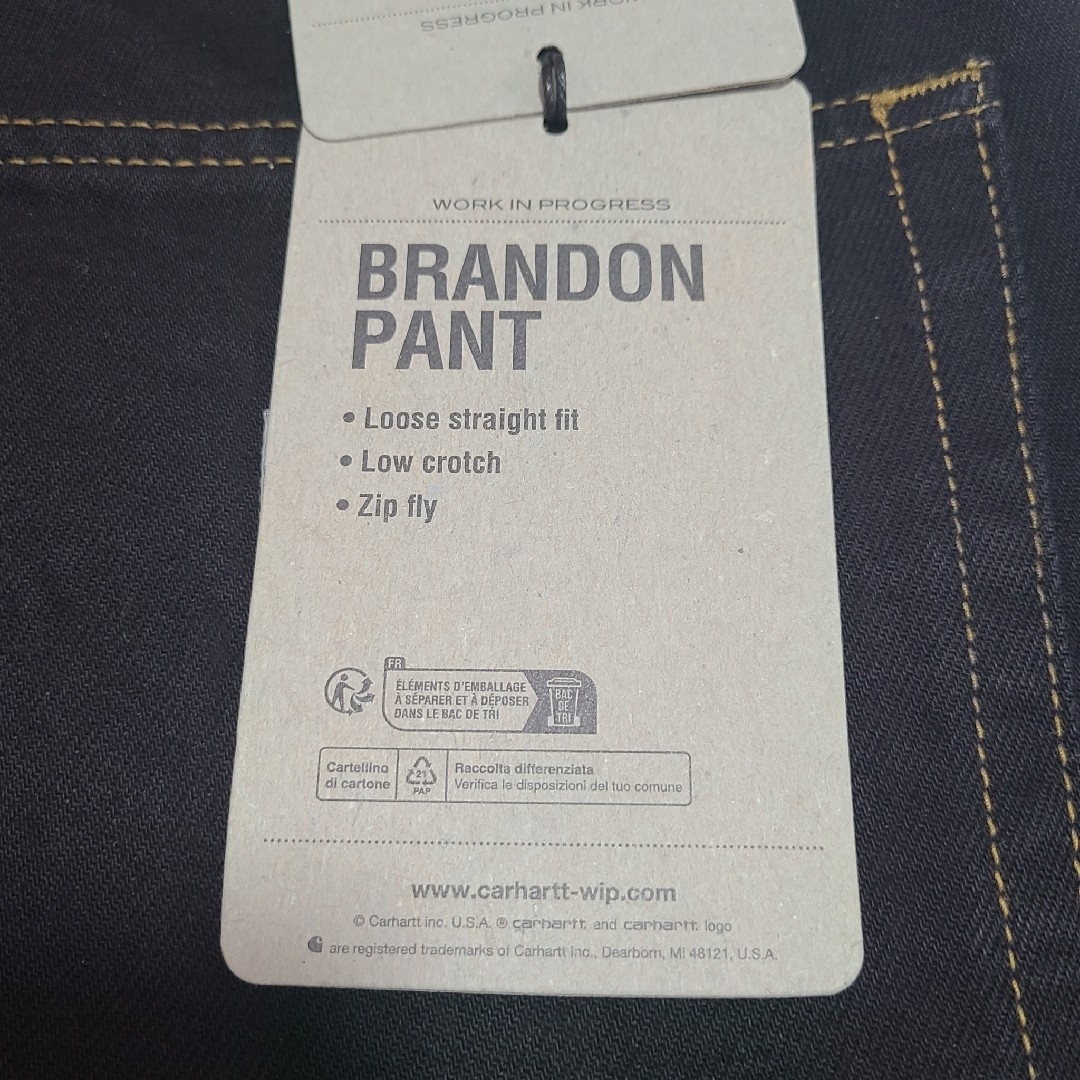 WORK IN PROGRESS
WORK IN PROGRESS
BRANDON
PANT
• Loose straight fit
• Low crotch
• Zip fly
FR
ÉLÉMENTS D'EMBALLAGE
À SÉPARER ET À DÉPOSER
DANS LE BAC DE TRI
BAC
DE
TRI
Cartellino
di cartone
21
PAP
Raccolta differenziata
Verifica le disposizioni del tuo comune
www.carhartt-wip.com
© Carhartt inc. U.S.A. ® carhartt and carhartt logo
are registered trademarks of Carhartt Inc., Dearborn, MI 48121, U.S.A.